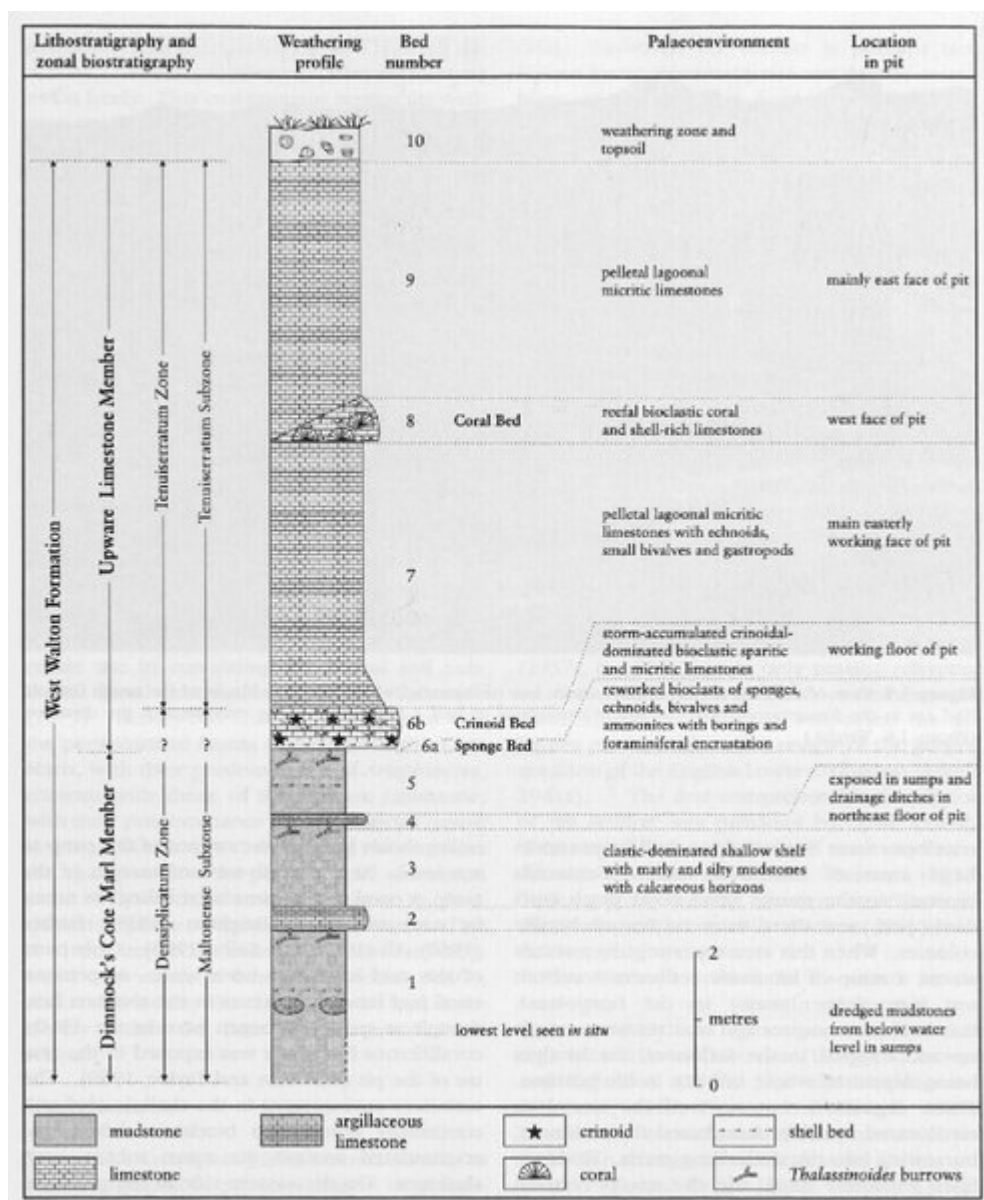 Lithostratigraphy and
zonal biostratigraphy
Weathering
profile
Bed
number
Palaeoenvironment
Location
in pit
West Walton Formation
Upware Limestone Member
Dimmock's Cote Marl Member
Tenuiserratum Zone
Densiplicatum Zone
Tenuiserratum Subzone
Maltonense Subzone
?
?
10
weathering zone and
topsoil
9
pelletal lagoonal
micritic limestones
mainly east face of pit
8
Coral Bed
reefal bioclastic coral
and shell-rich limestones
west face of pit
7
pelletal lagoonal micritic
limestones with echnoids,
small bivalves and gastropods
main easterly
working face of pit
6b
Crinoid Bed
storm-accumulated crinoidal-
dominated bioclastic sparitic
and micritic limestones
working floor of pit
6a
Sponge Bed
reworked bioclasts of sponges,
echnoids, bivalves and
ammonites with borings
foraminiferal encrustation
5
4
3
2
1
exposed in sumps and
drainage ditches in
northeast floor of pit
clastic-dominated shallow shelf
with marly and silty mudstones
with calcareous horizons
lowest level seen in situ
2
metres
0
dredged mudstones
from below water
level in sumps
mudstone
argillaceous
limestone
crinoid
shell bed
limestone
coral
Thalassinoides burrows